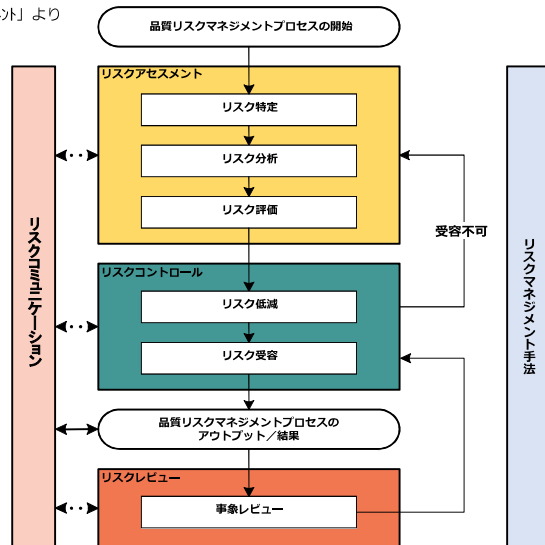 ント」より
品質リスクマネジメントプロセスの開始
リスクアセスメント
リスク特定
リスク分析
リスク評価
受容不可
リスクコミュニケーション
リスクマネジメント手法
リスクコントロール
リスク低減
リスク受容
品質リスクマネジメントプロセスの
アウトプット／結果
リスクレビュー
事象レビュー